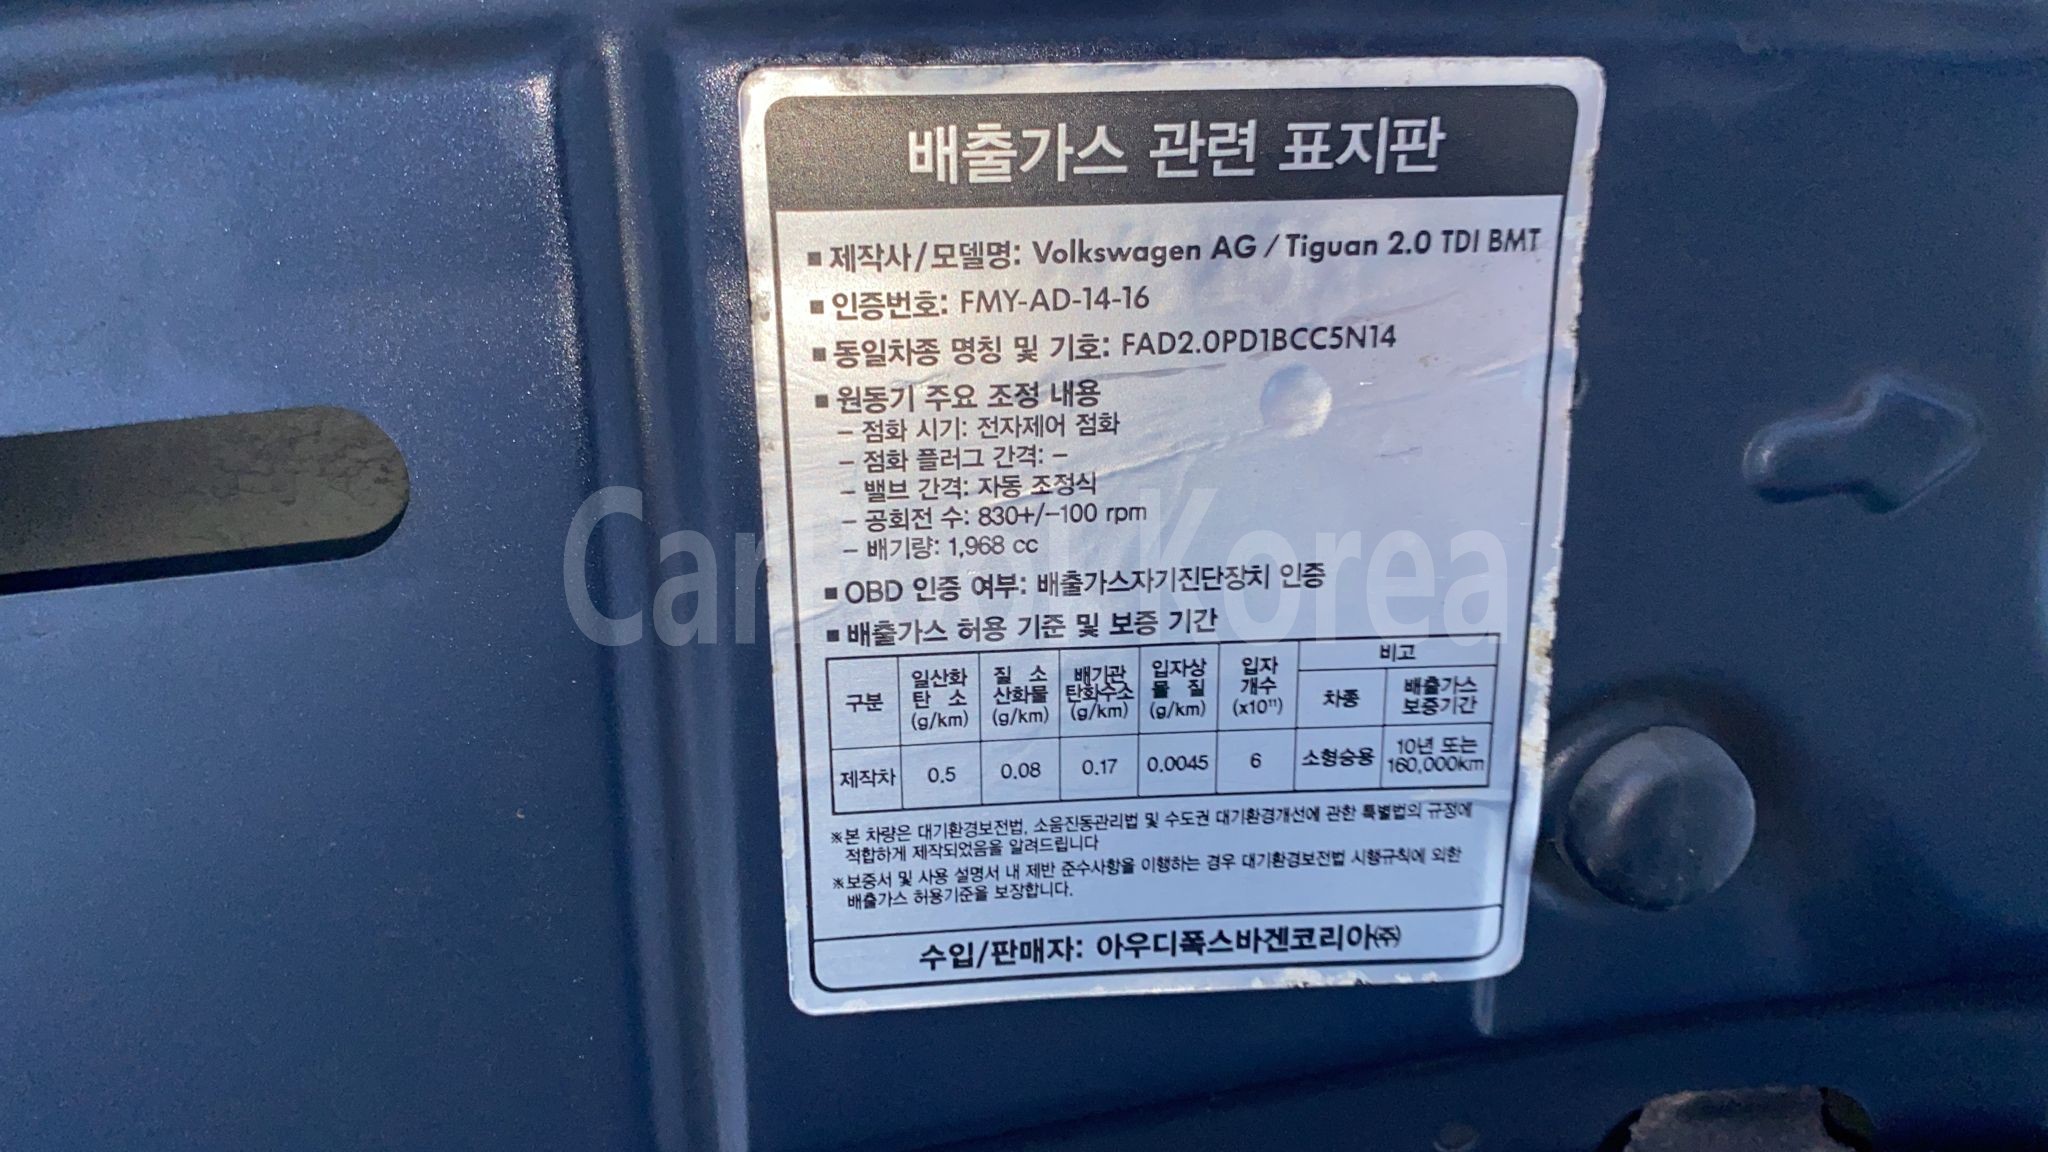 배출가스 관련 표지판
■ 제작사/모델명: Volkswagen AG / Tiguan 2.0 TDI BMT
■ 인증번호: FMY-AD-14-16
■ 동일차종 명칭 및 기호: FAD2.0PD1BCC5N14
■ 원동기 주요 조정 내용
– 점화 시기: 전자제어 점화
– 점화 플러그 간격: –
– 밸브 간격: 자동 조정식
– 공회전 수: 830+/–100 rpm
– 배기량: 1,968 cc
■ OBD 인증 여부: 배출가스자기진단장치 인증
■ 배출가스 허용 기준 및 보증 기간
구분 일산화탄소 (g/km) 질소산화물 (g/km) 배기관탄화수소 (g/km) 입자상물질 (g/km) 입자개수 (x10¹¹) 비고
차종 배출가스 보증기간
제작차 0.5 0.08 0.17 0.0045 6 소형승용 10년 또는 160,000km
※본 차량은 대기환경보전법, 소음진동관리법 및 수도권 대기환경개선에 관한 특별법의 규정에
적합하게 제작되었음을 알려드립니다
※보증서 및 사용 설명서 내 제반 준수사항을 이행하는 경우 대기환경보전법 시행규칙에 의한
배출가스 허용기준을 보장합니다.
수입/판매자: 아우디폭스바겐코리아㈜
Korea